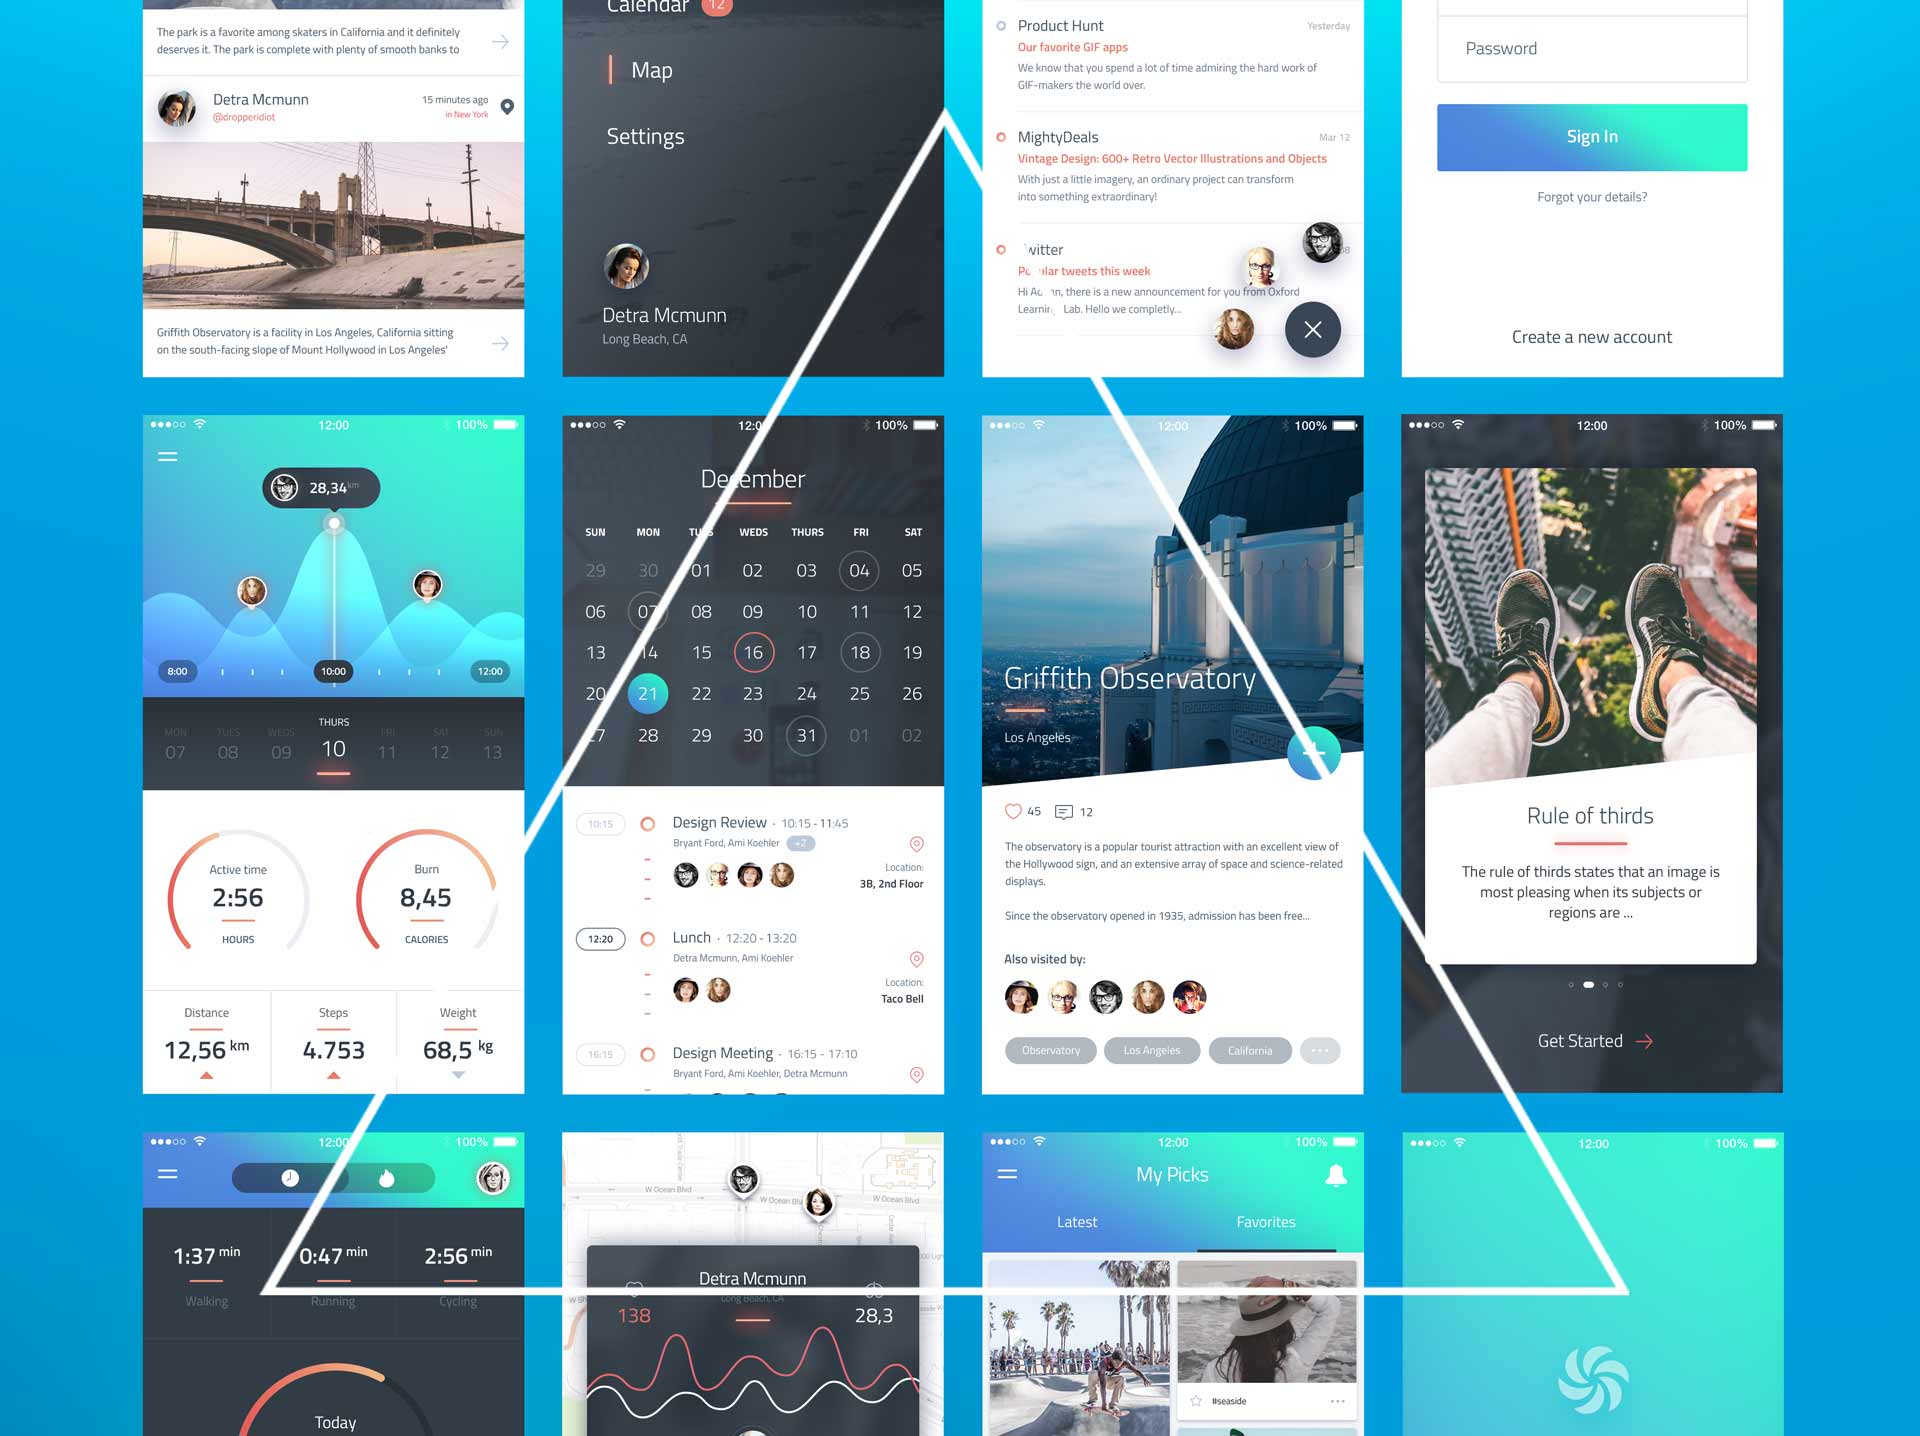 The park is a favorite among skaters in California and it definitely
deserves it. The park is complete with plenty of smooth banks to
Detra Mcmunn
@dropperidiot
15 minutes ago
in New York
Griffith Observatory is a facility in Los Angeles, California sitting
on the south-facing slope of Mount Hollywood in Los Angeles'
Calendar 12
Map
Settings
Detra Mcmunn
Long Beach, CA
Product Hunt Yesterday
Our favorite GIF apps
We know that you spend a lot of time admiring the hard work of
GIF-makers the world over.
MightyDeals Mar 12
Vintage Design: 600+ Retro Vector Illustrations and Objects
With just a little imagery, an ordinary project can transform
into something extraordinary!
witter
lar tweets this week
Hi there is a new announcement for you from Oxford
Lab. Hello we completly...
Password
Sign In
Forgot your details?
Create a new account
12:00 100%
28,34 km
8:00 10:00 12:00
MON TUES WEDS THURS FRI SAT SUN
07 08 09 10 11 12 13
Active time
2:56
HOURS
Burn
8,45
CALORIES
Distance Steps Weight
12,56 km 4.753 68,5 kg
12:00 100%
December
SUN MON TUES WEDS THURS FRI SAT
29 30 01 02 03 04 05
06 07 08 09 10 11 12
13 14 15 16 17 18 19
20 21 22 23 24 25 26
27 28 29 30 31 01 02
10:15 Design Review · 10:15 - 11:45
Bryant Ford, Ami Koehler +2
Location:
3B, 2nd Floor
12:20 Lunch · 12:20 - 13:20
Detra Mcmunn, Ami Koehler
Location:
Taco Bell
16:15 Design Meeting · 16:15 - 17:10
Bryant Ford, Ami Koehler, Detra Mcmunn
12:00 100%
Griffith Observatory
Los Angeles
45 12
The observatory is a popular tourist attraction with an excellent view of
the Hollywood sign, and an extensive array of space and science-related
displays.
Since the observatory opened in 1935, admission has been free...
Also visited by:
Observatory Los Angeles California
12:00 100%
Rule of thirds
The rule of thirds states that an image is
most pleasing when its subjects or
regions are ...
Get Started
12:00 100%
1:37 min 0:47 min 2:56 min
Walking Running Cycling
Today
W Ocean Blvd W Ocean Blvd W Ocean Blvd
Detra Mcmunn
Long Beach, CA
138 28,3
12:00 100%
My Picks
Latest Favorites
#seaside
12:00 100%